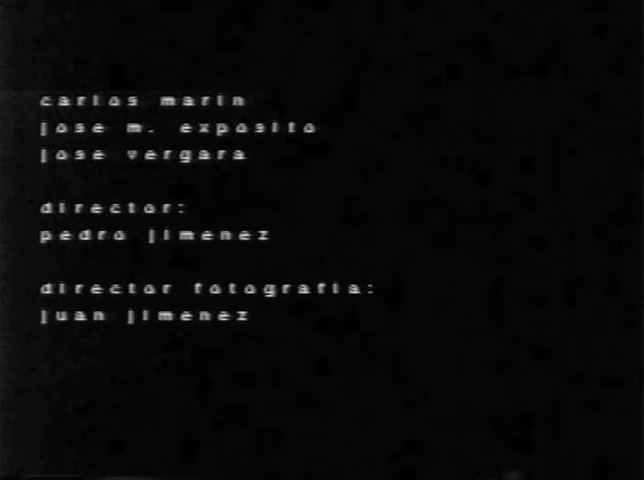 carlos marin
jose m. exposito
jose vergara
director:
pedro jimenez
director fotografia:
juan jimenez